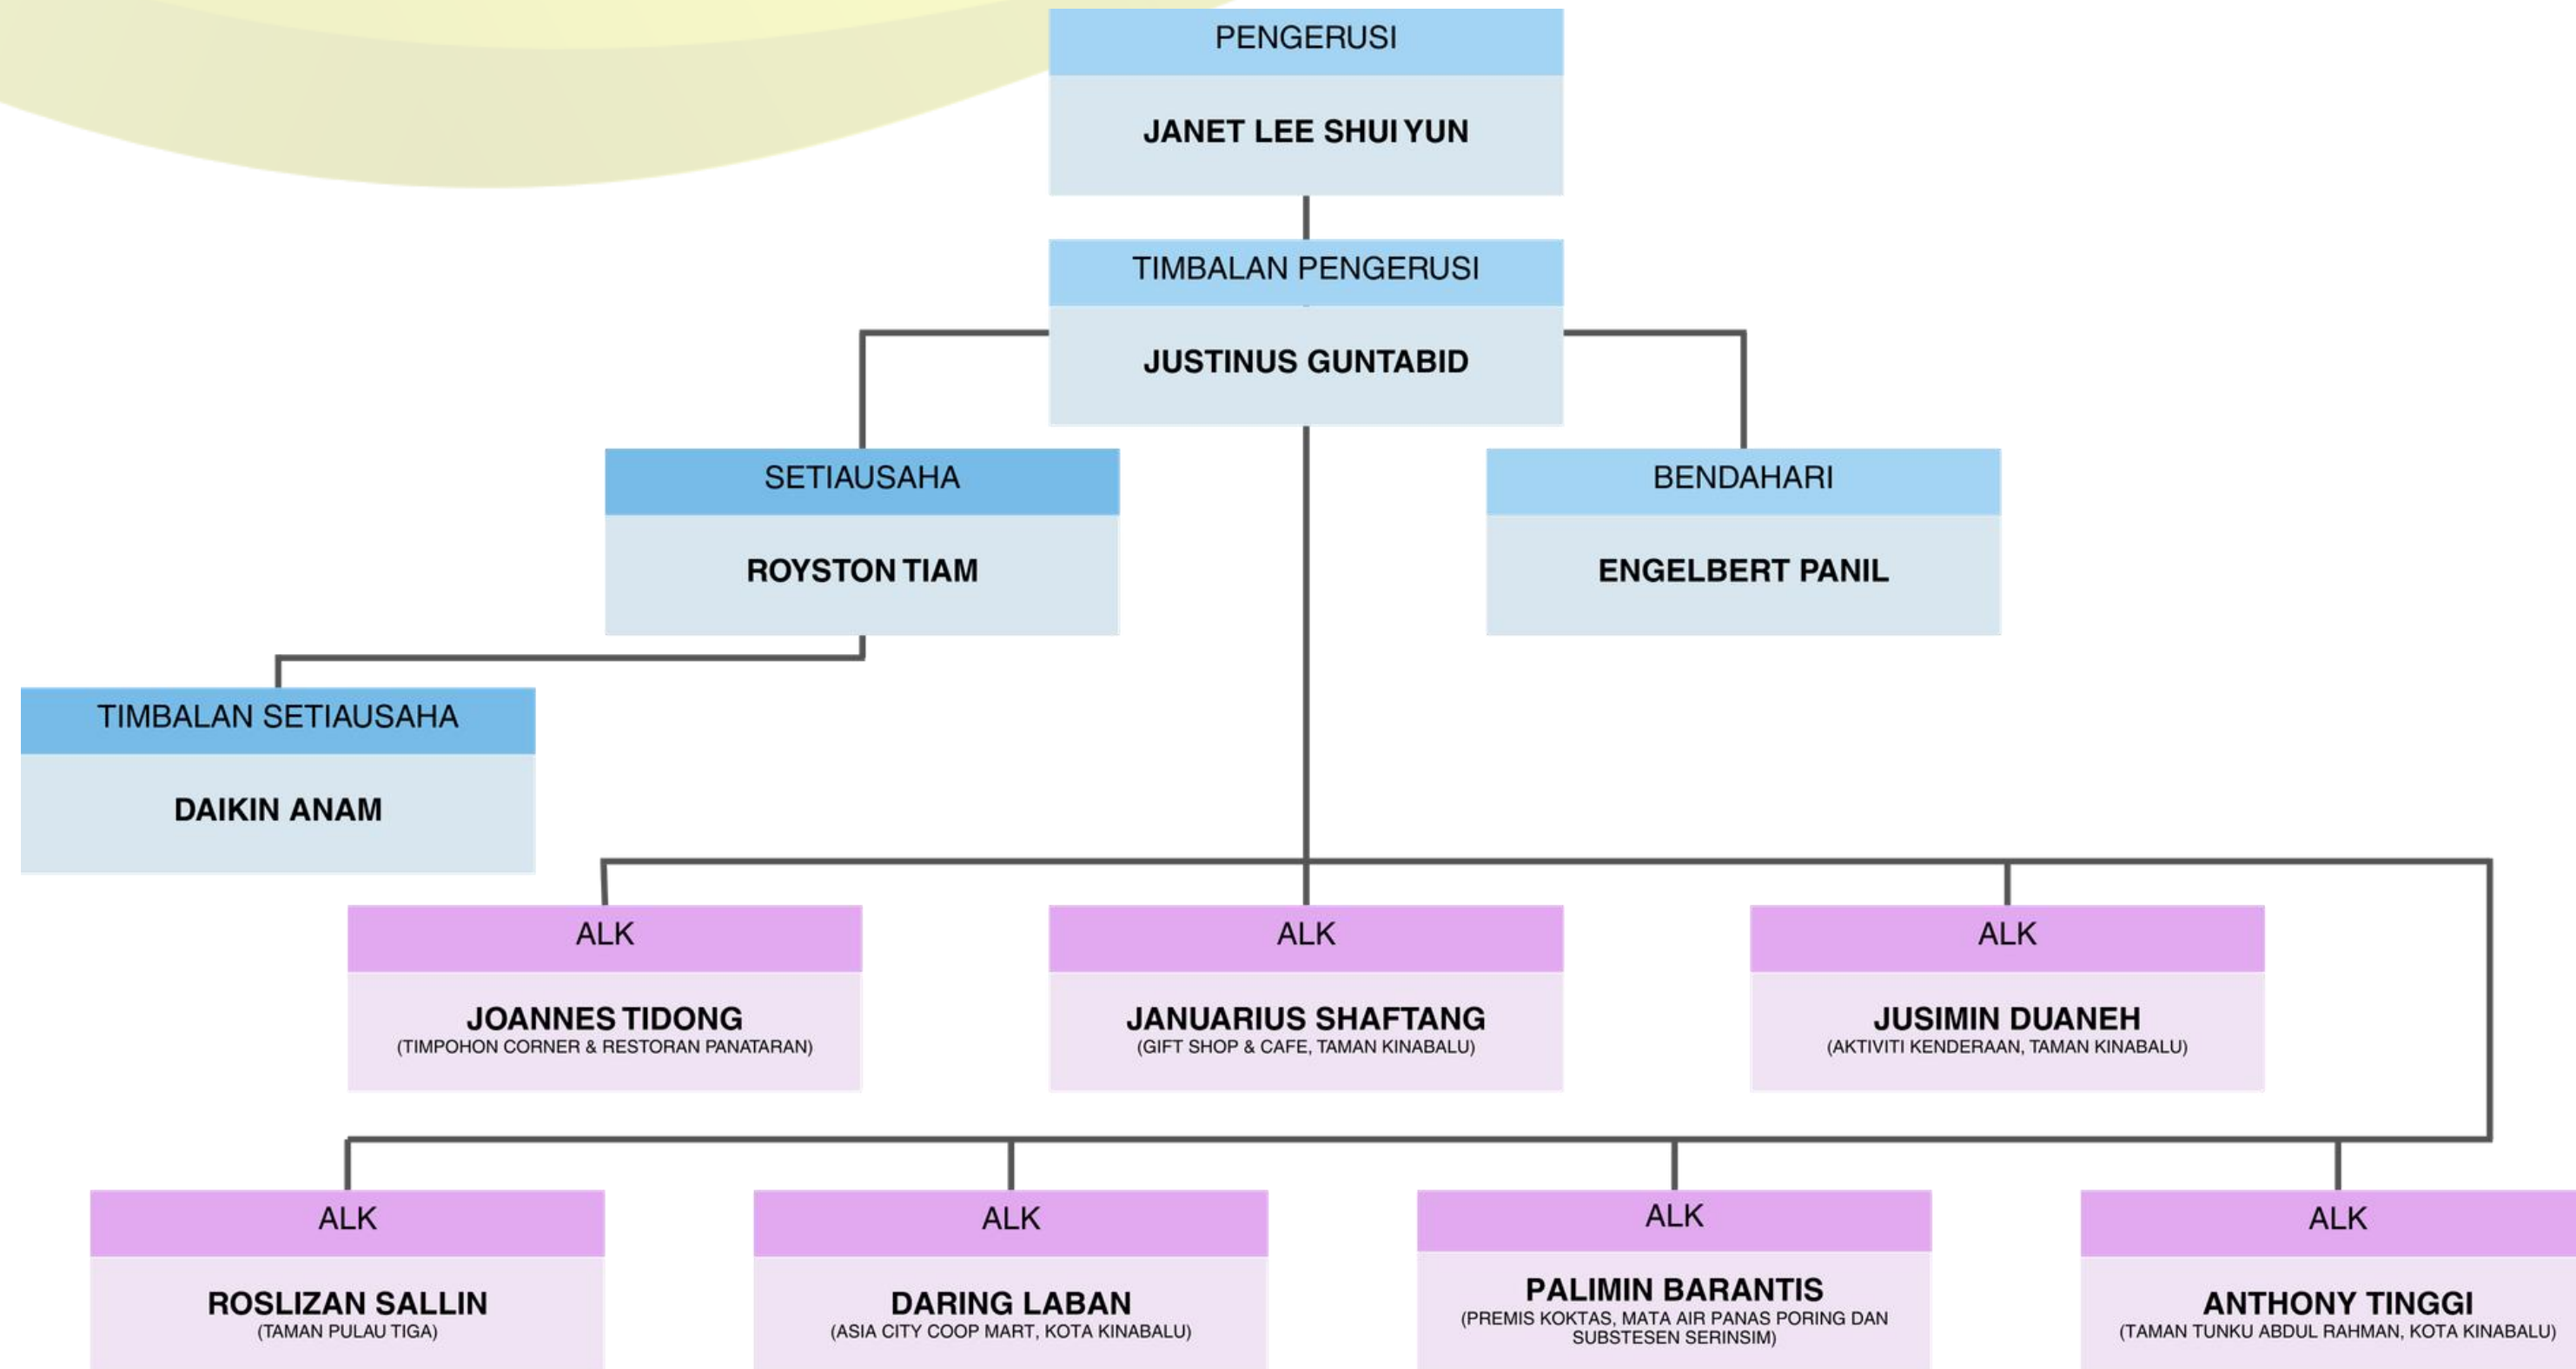 PENGERUSI
JANET LEE SHUI YUN
TIMBALAN PENGERUSI
JUSTINUS GUNTABID
SETIAUSAHA
ROYSTON TIAM
BENDAHARI
ENGELBERT PANIL
TIMBALAN SETIAUSAHA
DAIKIN ANAM
ALK
JOANNES TIDONG
(TIMPOHON CORNER & RESTORAN PANATARAN)
ALK
JANUARIUS SHAFTANG
(GIFT SHOP & CAFE, TAMAN KINABALU)
ALK
JUSIMIN DUANEH
(AKTIVITI KENDERAAN, TAMAN KINABALU)
ALK
ROSLIZAN SALLIN
(TAMAN PULAU TIGA)
ALK
DARING LABAN
(ASIA CITY COOP MART, KOTA KINABALU)
ALK
PALIMIN BARANTIS
(PREMIS KOKTAS, MATA AIR PANAS PORING DAN
SUBSTESEN SERINSIM)
ALK
ANTHONY TINGGI
(TAMAN TUNKU ABDUL RAHMAN, KOTA KINABALU)